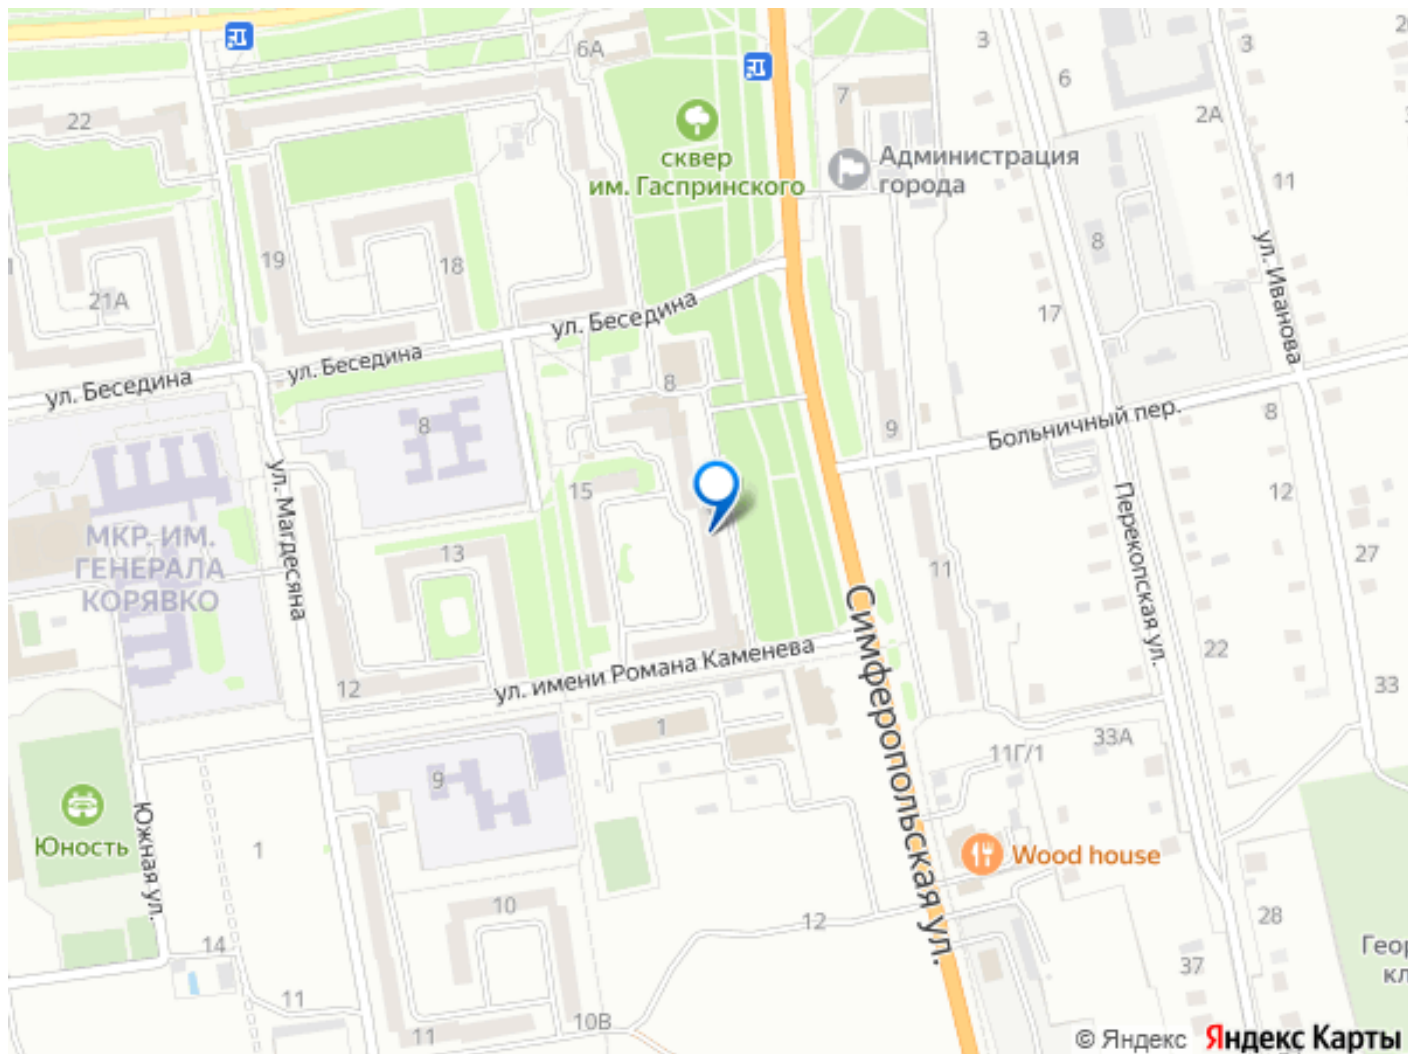 6А
3
3
22
7
6
2А
сквер
им. Гаспринского
Администрация
города
11
19
18
8
ул. Иванова
21А
17
ул. Беседина
ул. Беседина
ул. Беседина
8
8
9
Больничный пер.
8
15
12
ул. Магдесяна
Перекопская ул.
МКР. ИМ.
ГЕНЕРАЛА
КОРЯВКО
13
11
27
Симферопольская ул.
ул. имени Романа Каменева
22
12
33
1
33А
11Г/1
9
Юность
Южная ул.
1
Wood house
10
12
28
14
37
Геор
кл
11
11
10В
© Яндекс Яндекс Карты